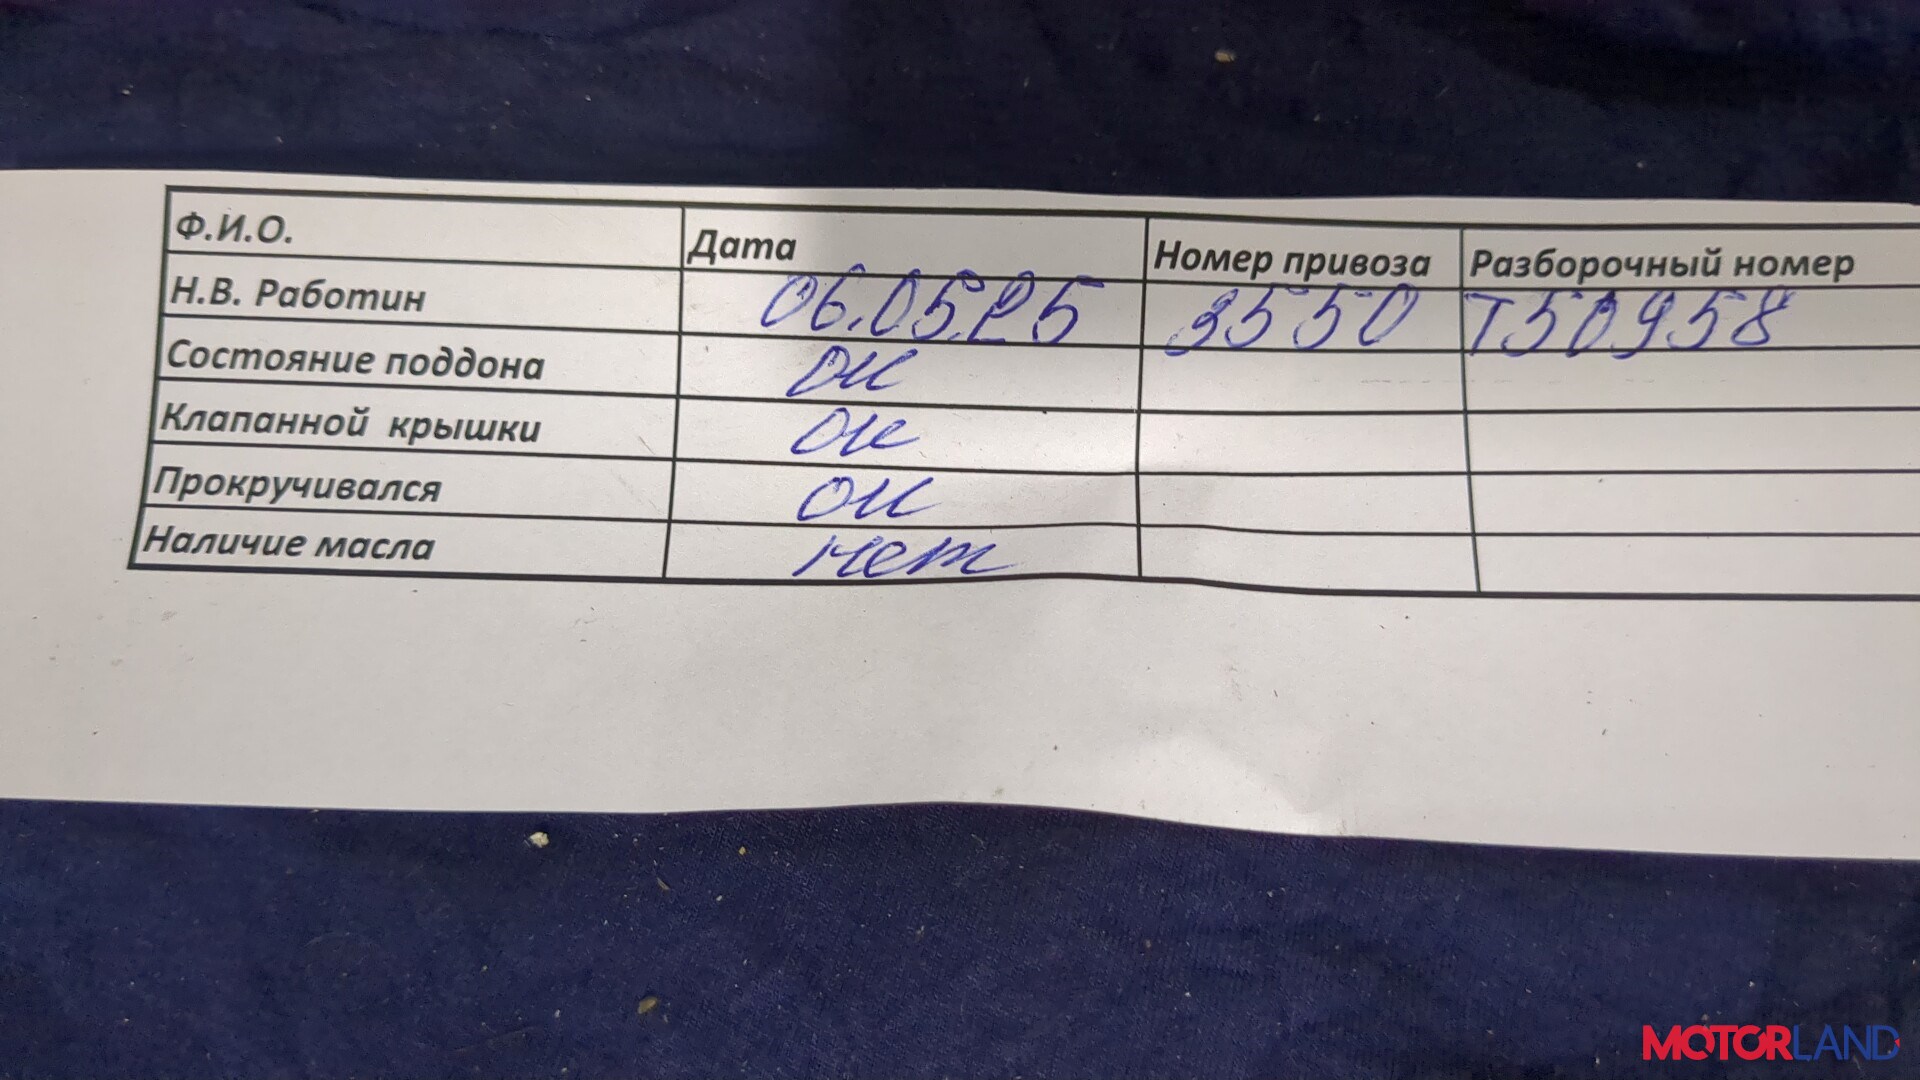 Ф.И.О. Дата Номер привоза Разборочный номер
Н.В. Работин 06.05.25 3550 Т50958
Состояние поддона ок
Клапанной крышки ок
Прокручивался ок
Наличие масла нет
MOTORLAND